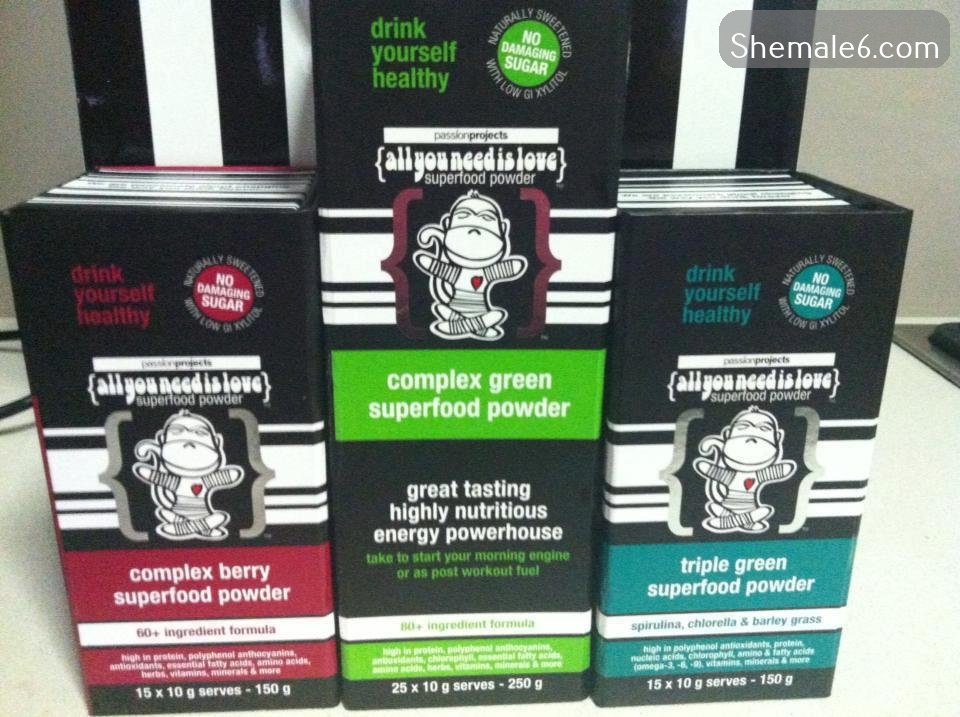 Shemale6.com
drink
yourself
healthy
NATURALLY SWEETENED
NO
DAMAGING
SUGAR
WITH LOW GI XYLITOL
passionprojects
{all you need is love}
superfood powder
complex green
superfood powder
great tasting
highly nutritious
energy powerhouse
take to start your morning engine
or as post workout fuel
80+ ingredient formula
high in protein, polyphenol anthocyanins,
antioxidants, chlorophyll, essential fatty acids,
amino acids, herbs, vitamins, minerals & more
25 x 10 g serves - 250 g
drink
yourself
healthy
NATURALLY SWEETENED
NO
DAMAGING
SUGAR
WITH LOW GI XYLITOL
passionprojects
{all you need is love}
superfood powder
complex berry
superfood powder
60+ ingredient formula
high in protein, polyphenol anthocyanins,
antioxidants, essential fatty acids, amino acids,
herbs, vitamins, minerals & more
15 x 10 g serves - 150 g
drink
yourself
healthy
NATURALLY SWEETENED
NO
DAMAGING
SUGAR
WITH LOW GI XYLITOL
passionprojects
{all you need is love}
superfood powder
triple green
superfood powder
spirulina, chlorella & barley grass
high in polyphenol antioxidants, protein,
nucleic acids, chlorophyll, amino & fatty acids
(omega-3, -6, -9), vitamins, minerals & more
15 x 10 g serves - 150 g